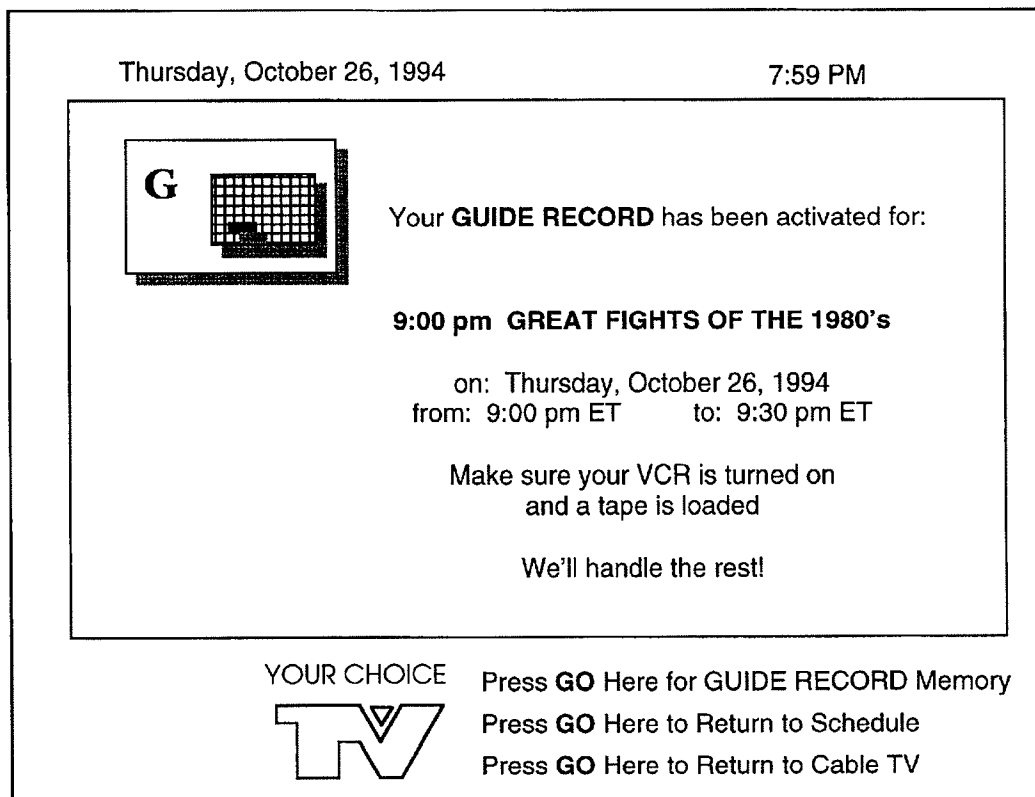 Thursday, October 26, 1994 7:59 PM
G
Your GUIDE RECORD has been activated for:
9:00 pm GREAT FIGHTS OF THE 1980's
on: Thursday, October 26, 1994
from: 9:00 pm ET to: 9:30 pm ET
Make sure your VCR is turned on
and a tape is loaded
We'll handle the rest!
YOUR CHOICE
TV
Press GO Here for GUIDE RECORD Memory
Press GO Here to Return to Schedule
Press GO Here to Return to Cable TV